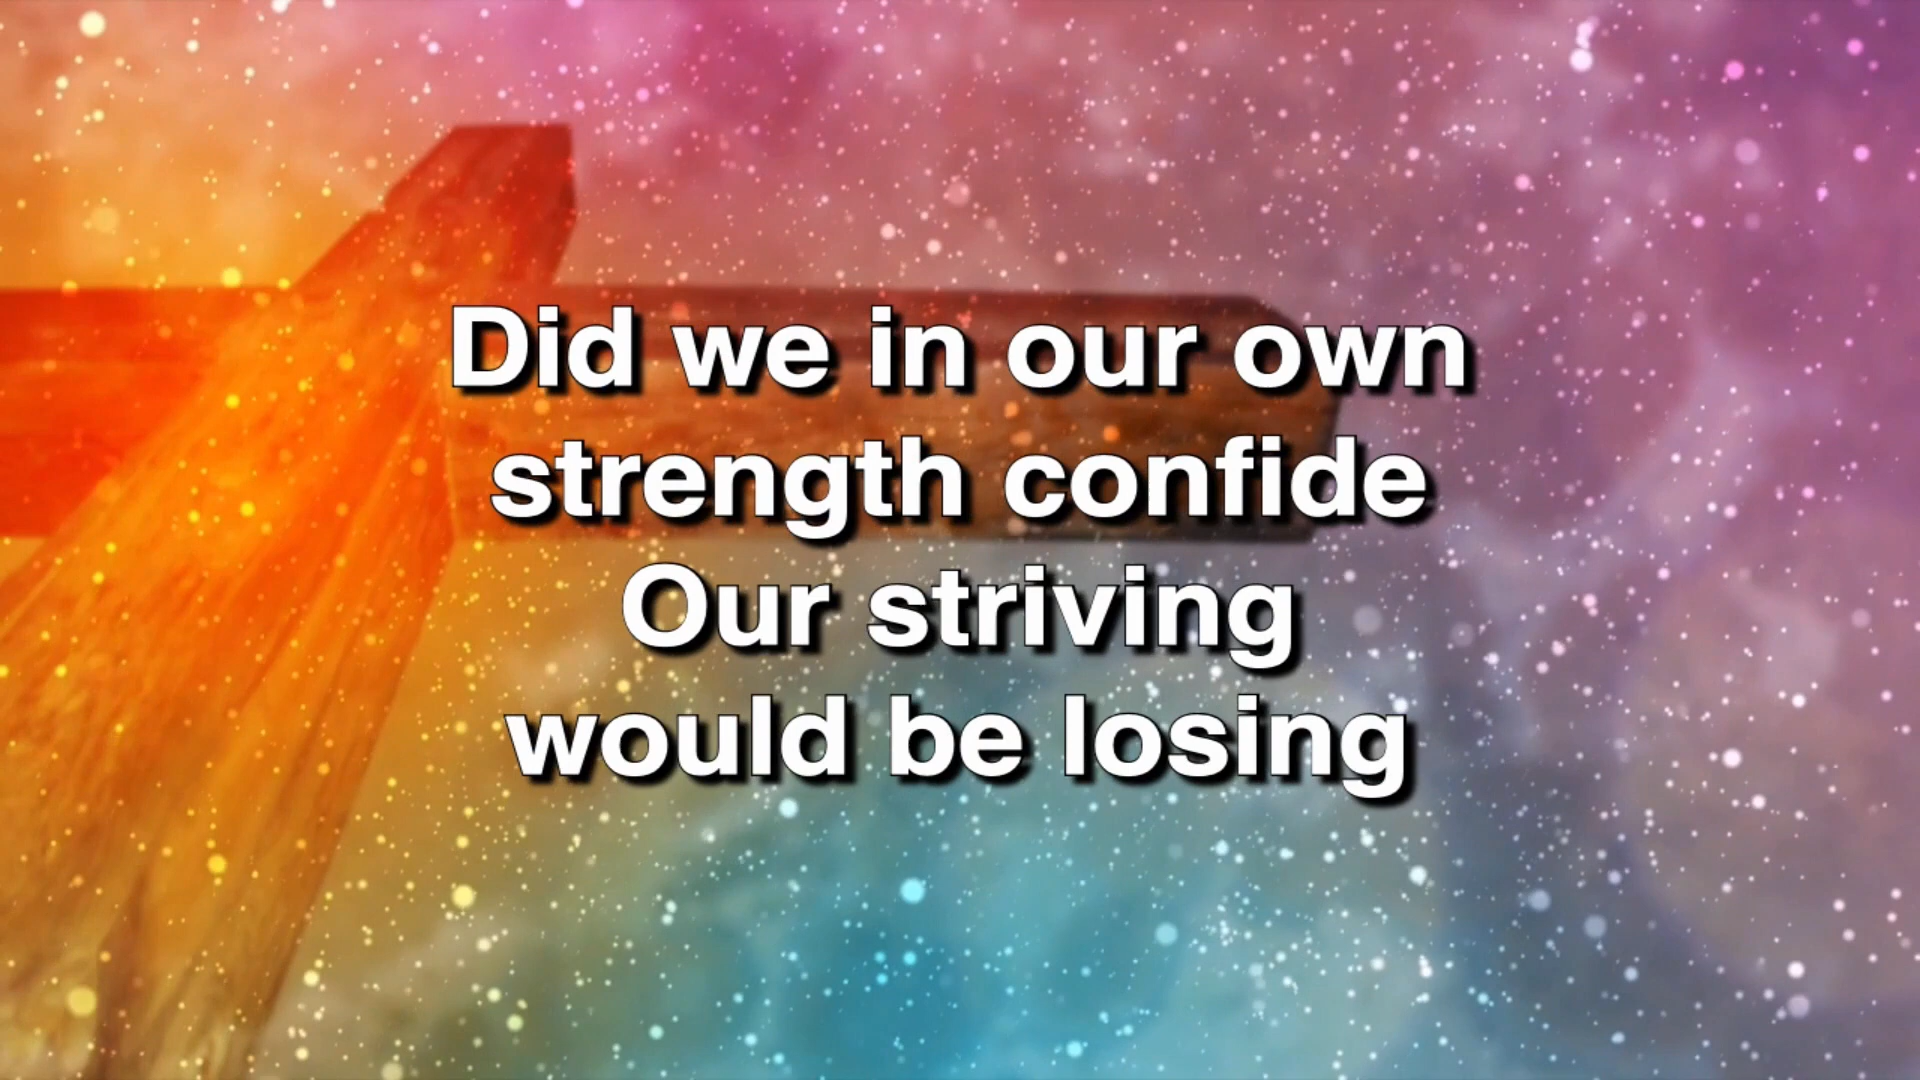 Did we in our own
strength confide
Our striving
would be losing